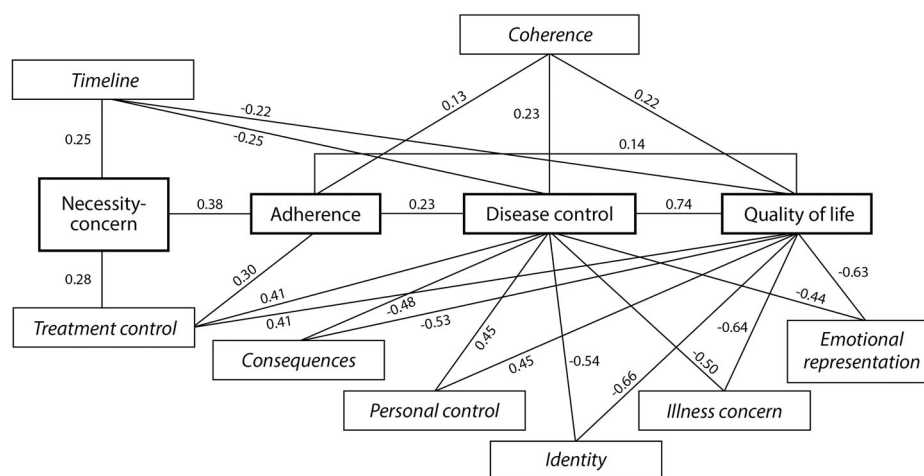 Coherence
Timeline
0.13
0.23
0.22
-0.22
-0.25
0.14
0.25
Necessity-
concern
0.38
Adherence
0.23
Disease control
0.74
Quality of life
0.28
0.30
0.41
0.41
-0.48
-0.53
-0.63
-0.44
Treatment control
Consequences
0.45
0.45
-0.54
-0.66
-0.64
-0.50
Emotional
representation
Personal control
Illness concern
Identity